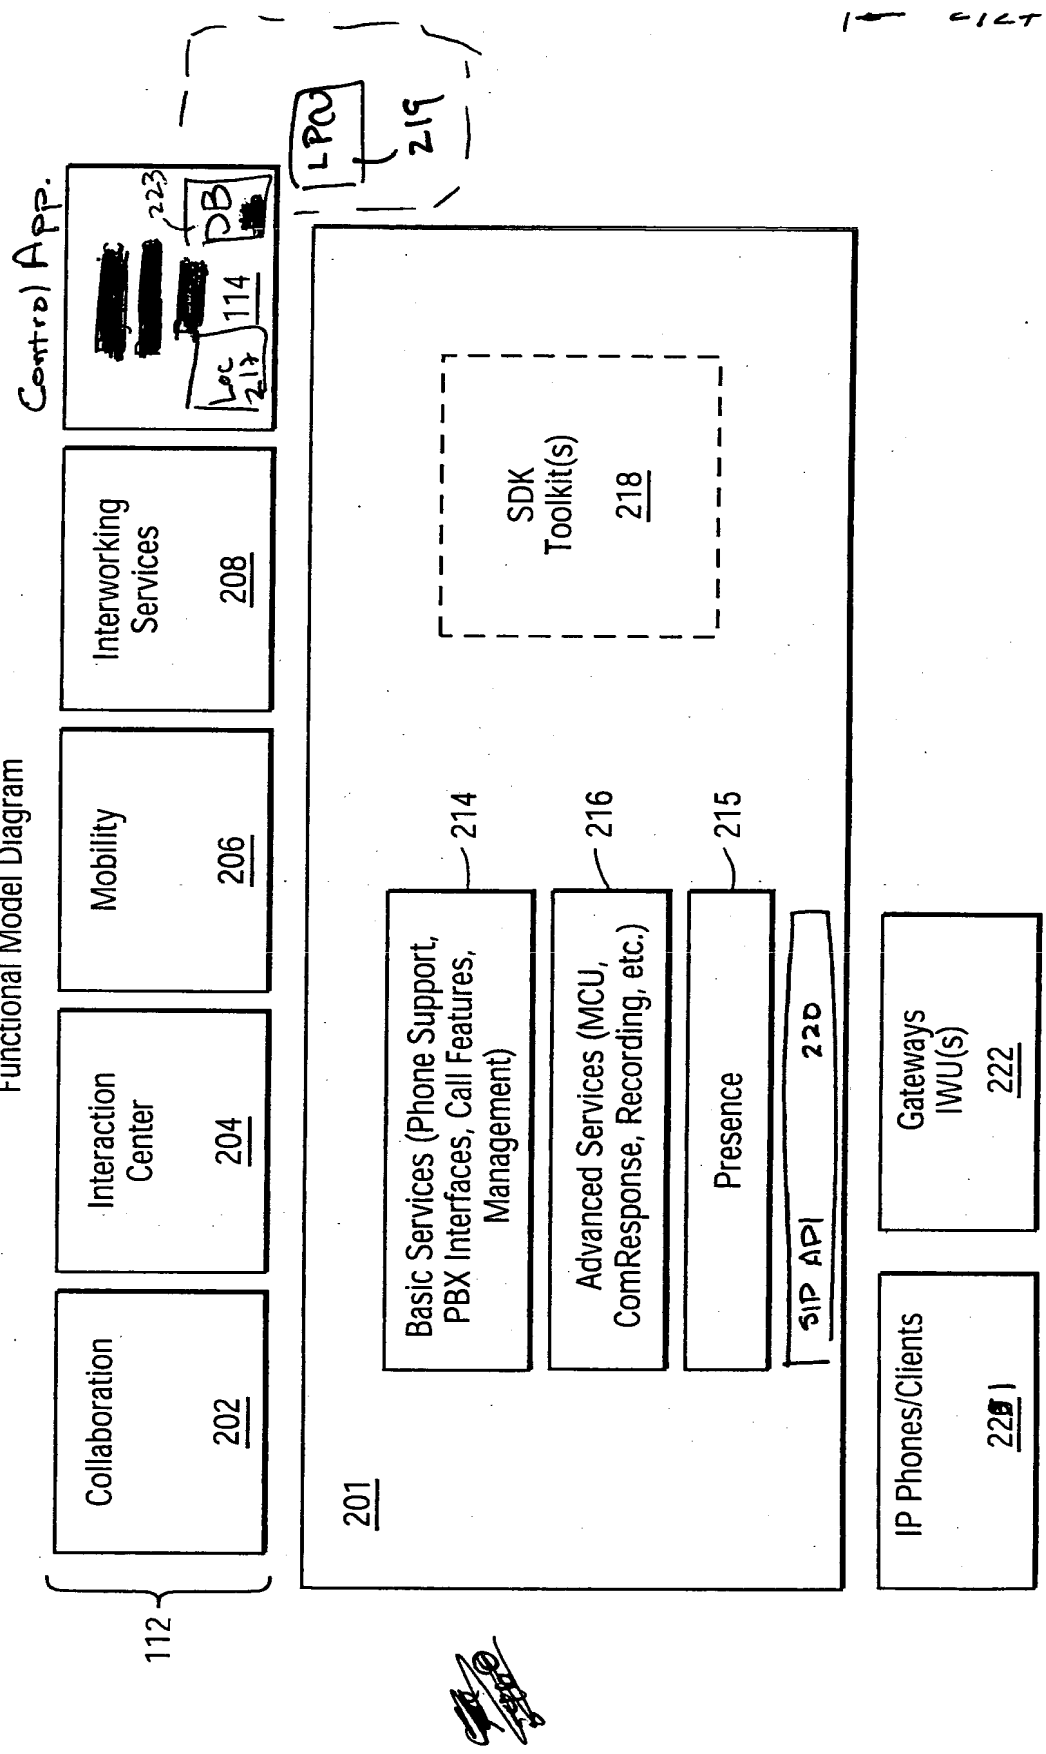 Functional Model Diagram
112
Collaboration
202
Interaction
Center
204
Mobility
206
Interworking
Services
208
Control App.
223
DB
Loc
217
114
LPCU
219
201
Basic Services (Phone Support,
PBX Interfaces, Call Features,
Management)
214
Advanced Services (MCU,
ComResponse, Recording, etc.)
216
Presence
215
SIP API 220
SDK
Toolkit(s)
218
IP Phones/Clients
221
Gateways
IWU(s)
222